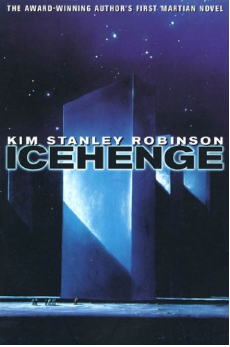 THE AWARD-WINNING AUTHOR'S FIRST MARTIAN NOVEL
KIM STANLEY ROBINSON
ICEHENGE